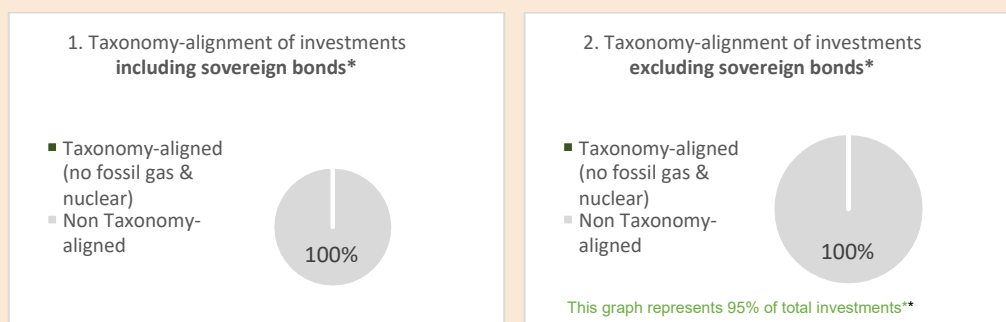 1. Taxonomy-alignment of investments
including sovereign bonds*
Taxonomy-aligned
(no fossil gas &
nuclear)
Non Taxonomy-
aligned
100%
2. Taxonomy-alignment of investments
excluding sovereign bonds*
Taxonomy-aligned
(no fossil gas &
nuclear)
Non Taxonomy-
aligned
100%
This graph represents 95% of total investments**